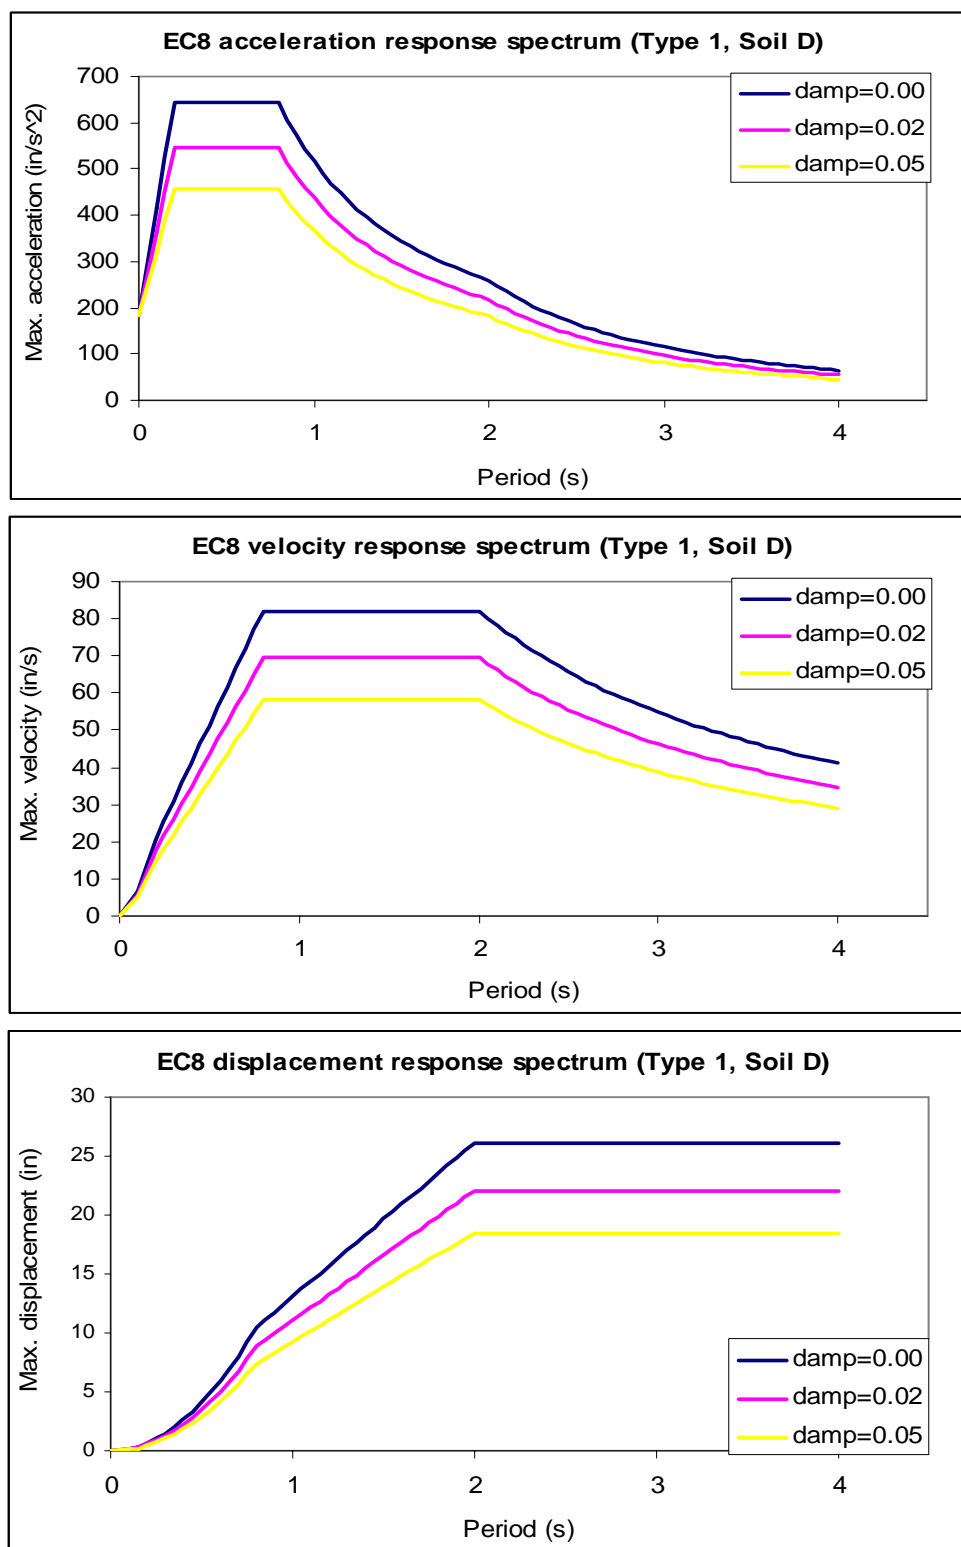 EC8 acceleration response spectrum (Type 1, Soil D)
700
600
500
400
300
200
100
0
Max. acceleration (in/s^2)
damp=0.00
damp=0.02
damp=0.05
0 1 2 3 4
Period (s)
EC8 velocity response spectrum (Type 1, Soil D)
90
80
70
60
50
40
30
20
10
0
Max. velocity (in/s)
damp=0.00
damp=0.02
damp=0.05
0 1 2 3 4
Period (s)
EC8 displacement response spectrum (Type 1, Soil D)
30
25
20
15
10
5
0
Max. displacement (in)
damp=0.00
damp=0.02
damp=0.05
0 1 2 3 4
Period (s)